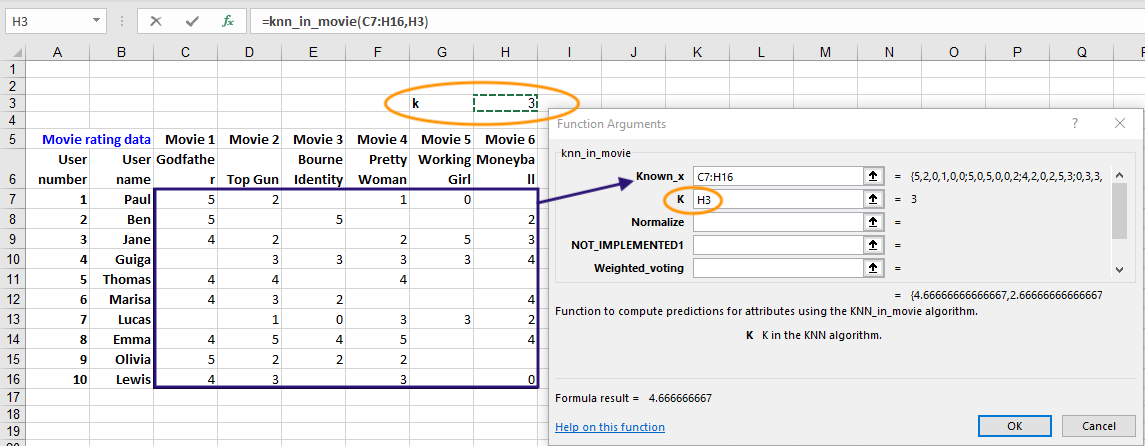 H3 =knn_in_movie(C7:H16,H3)
A B C D E F G H I J K L M N O P Q
1
2
3 k 3
4
5 Movie rating data Movie 1 Movie 2 Movie 3 Movie 4 Movie 5 Movie 6
User User Godfathe Bourne Pretty Working Moneyba
6 number name r Top Gun Identity Woman Girl ll
7 1 Paul 5 2 1 0
8 2 Ben 5 5 2
9 3 Jane 4 2 2 5 3
10 4 Guiga 3 3 3 3 4
11 5 Thomas 4 4 4
12 6 Marisa 4 3 2 4
13 7 Lucas 1 0 3 3 2
14 8 Emma 4 5 4 5 4
15 9 Olivia 5 2 2 2
16 10 Lewis 4 3 3 0
17
18
19
Function Arguments ?
knn_in_movie
Known_x C7:H16 = {5,2,0,1,0,0;5,0,5,0,0,2;4,2,0,2,5,3;0,3,3,
K H3 = 3
Normalize =
NOT_IMPLEMENTED1 =
Weighted_voting =
= {4.66666666666667,2.66666666666667
Function to compute predictions for attributes using the KNN_in_movie algorithm.
K K in the KNN algorithm.
Formula result = 4.666666667
Help on this function OK Cancel